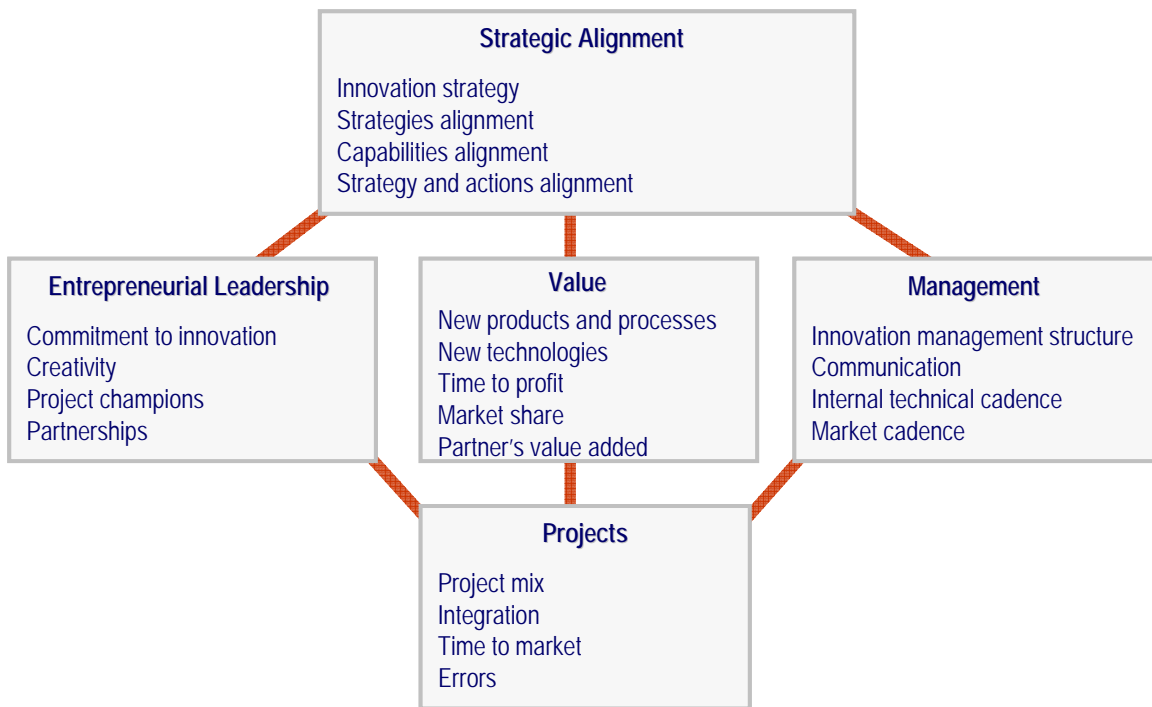 Strategic Alignment
Innovation strategy
Strategies alignment
Capabilities alignment
Strategy and actions alignment
Entrepreneurial Leadership
Commitment to innovation
Creativity
Project champions
Partnerships
Value
New products and processes
New technologies
Time to profit
Market share
Partner’s value added
Management
Innovation management structure
Communication
Internal technical cadence
Market cadence
Projects
Project mix
Integration
Time to market
Errors